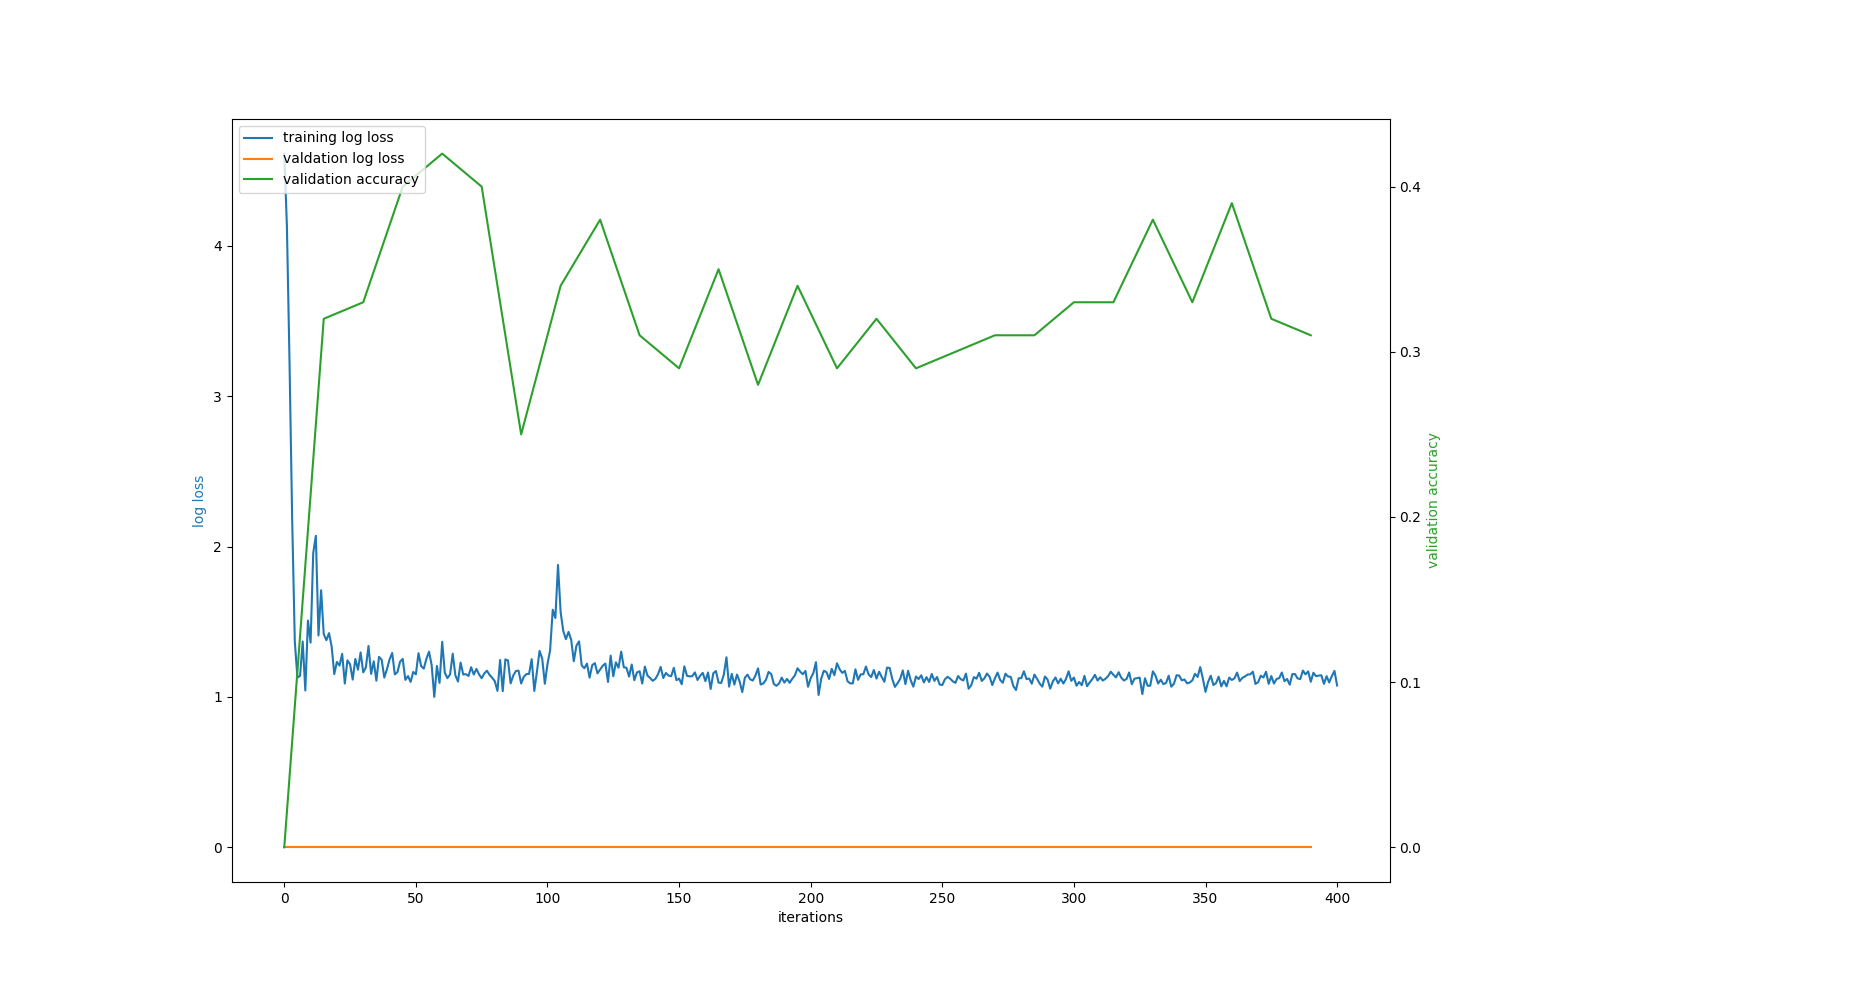 training log loss
valdation log loss
validation accuracy
4
3
2
1
0
log loss
0.4
0.3
0.2
0.1
0.0
validation accuracy
0 50 100 150 200 250 300 350 400
iterations